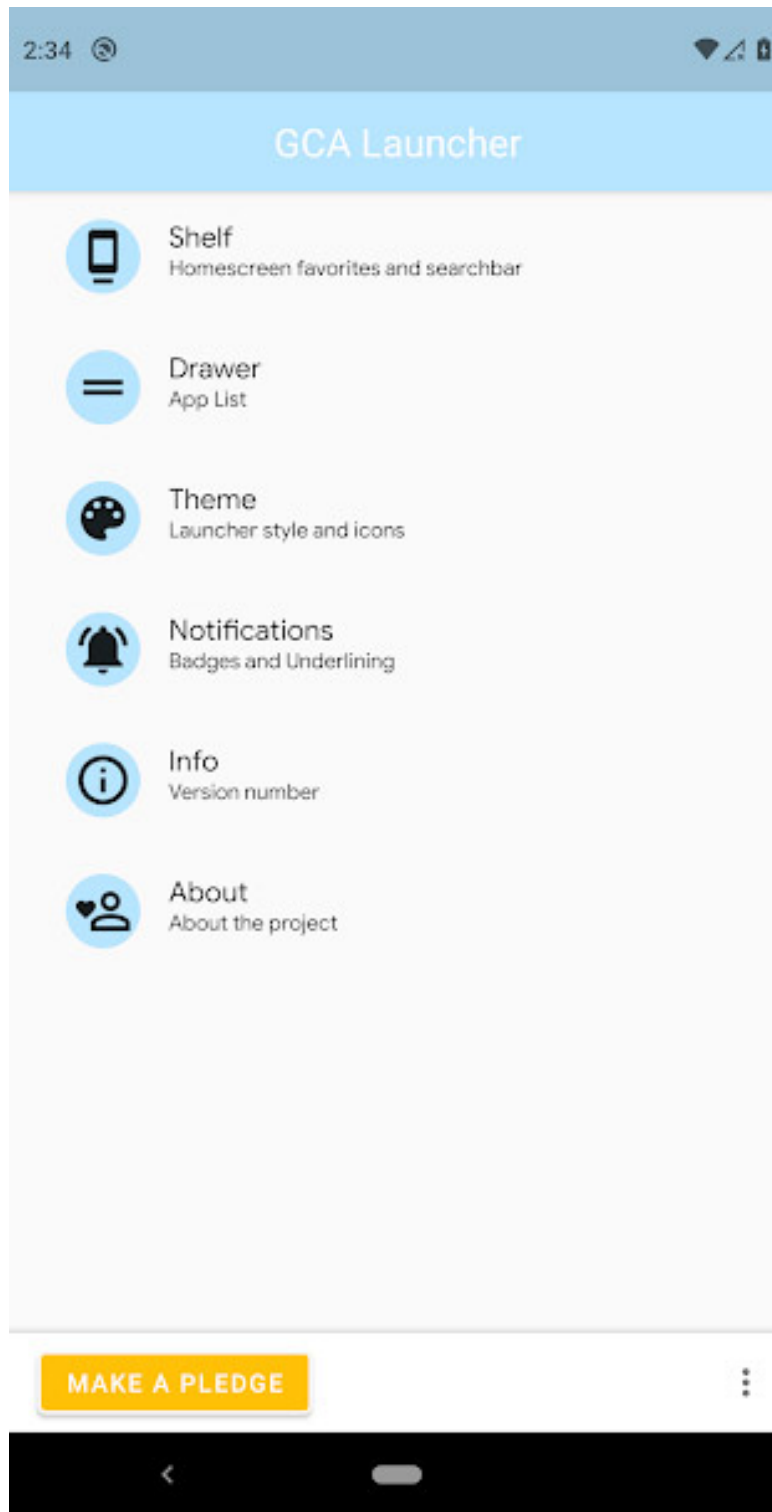 2:34
GCA Launcher
Shelf
Homescreen favorites and searchbar
Drawer
App List
Theme
Launcher style and icons
Notifications
Badges and Underlining
Info
Version number
About
About the project
MAKE A PLEDGE